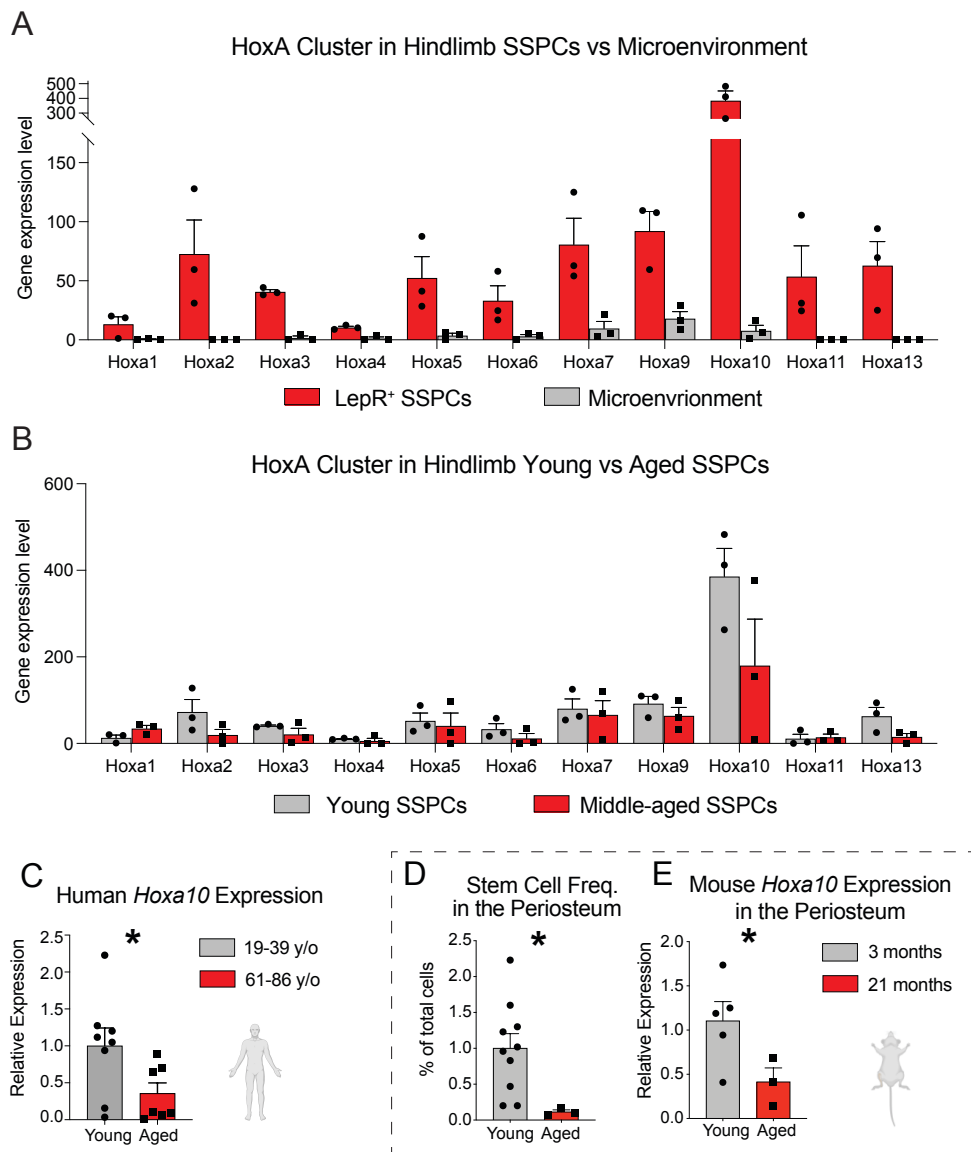 A
HoxA Cluster in Hindlimb SSPCs vs Microenvironment
Gene expression level
500
400
300
150
100
50
0
Hoxa1 Hoxa2 Hoxa3 Hoxa4 Hoxa5 Hoxa6 Hoxa7 Hoxa9 Hoxa10 Hoxa11 Hoxa13
LepR⁺ SSPCs Microenvrionment
B
HoxA Cluster in Hindlimb Young vs Aged SSPCs
Gene expression level
600
400
200
0
Hoxa1 Hoxa2 Hoxa3 Hoxa4 Hoxa5 Hoxa6 Hoxa7 Hoxa9 Hoxa10 Hoxa11 Hoxa13
Young SSPCs Middle-aged SSPCs
C
Human Hoxa10 Expression
*
Relative Expression
2.5
2.0
1.5
1.0
0.5
0.0
Young Aged
19-39 y/o
61-86 y/o
D
Stem Cell Freq.
in the Periosteum
*
% of total cells
2.5
2.0
1.5
1.0
0.5
0.0
Young Aged
E
Mouse Hoxa10 Expression
in the Periosteum
*
Relative Expression
2.0
1.5
1.0
0.5
0.0
Young Aged
3 months
21 months